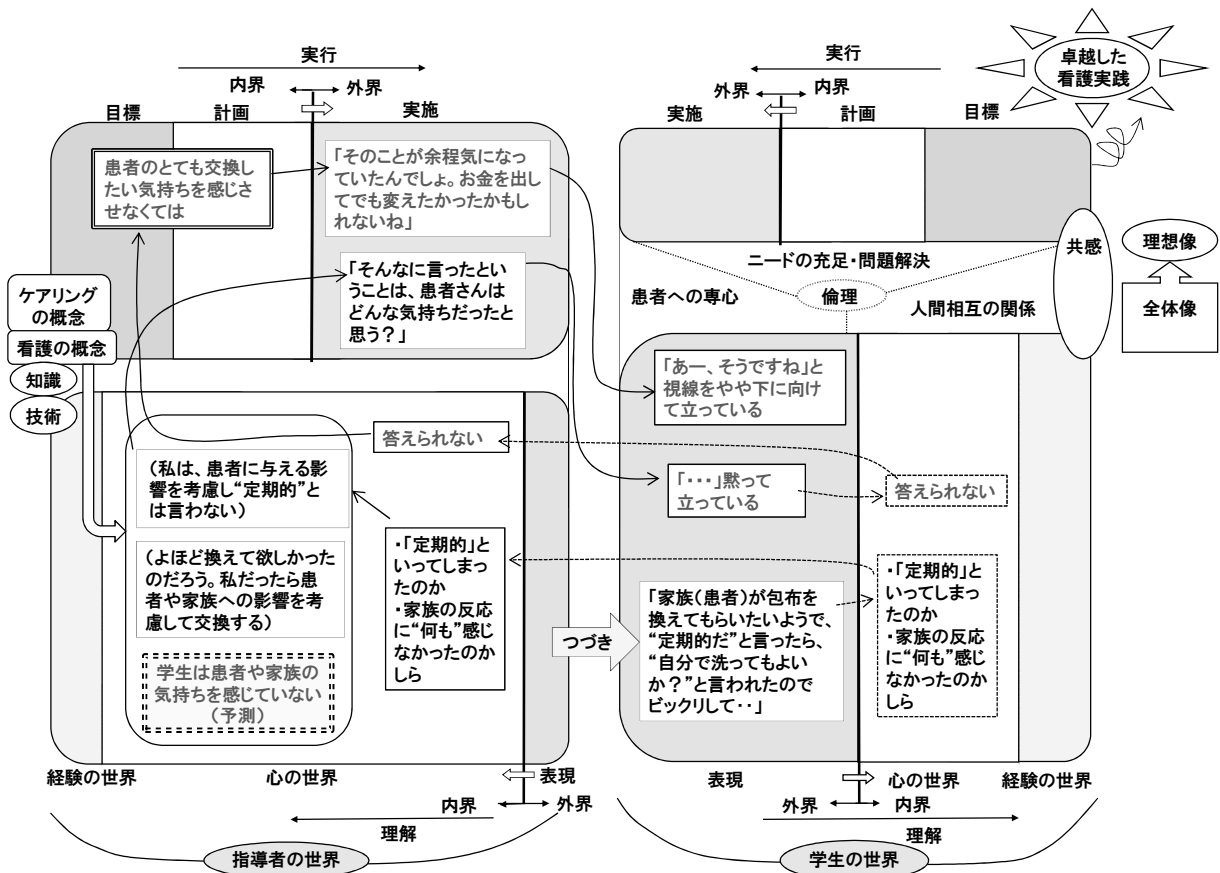 実行
内界
外界
目標
計画
実施
患者のとても交換し
たい気持ちを感じさ
せなくては
「そのことが余程気になっ
ていたんでしょ。お金を出し
てでも変えたかったかもし
れないね」
「そんなに言ったとい
うことは、患者さんは
どんな気持ちだったと
思う?」
ケアリング
の概念
看護の概念
知識
技術
答えられない
(私は、患者に与える影
響を考慮し“定期的”と
は言わない)
(よほど換えて欲しかった
のだろう。私だったら患
者や家族への影響を考
慮して交換する)
学生は患者や家族の
気持ちを感じていない
(予測)
・「定期的」と
いってしまっ
たのか
・家族の反応
に“何も”感じ
なかったのか
しら
経験の世界
心の世界
表現
内界
外界
理解
指導者の世界
つづき
実行
外界
内界
実施
計画
目標
卓越した
看護実践
ニードの充足・問題解決
患者への専心
倫理
人間相互の関係
共感
理想像
全体像
「あー、そうですね」と
視線をやや下に向け
て立っている
「・・・」黙って
立っている
答えられない
「家族(患者)が包布を
換えてもらいたいようで、
“定期的だ”と言ったら、
“自分で洗ってもよい
か?”と言われたので
ビックリして・・」
・「定期的」と
いってしまっ
たのか
・家族の反応
に“何も”感じ
なかったのか
しら
表現
心の世界
経験の世界
外界
内界
理解
学生の世界